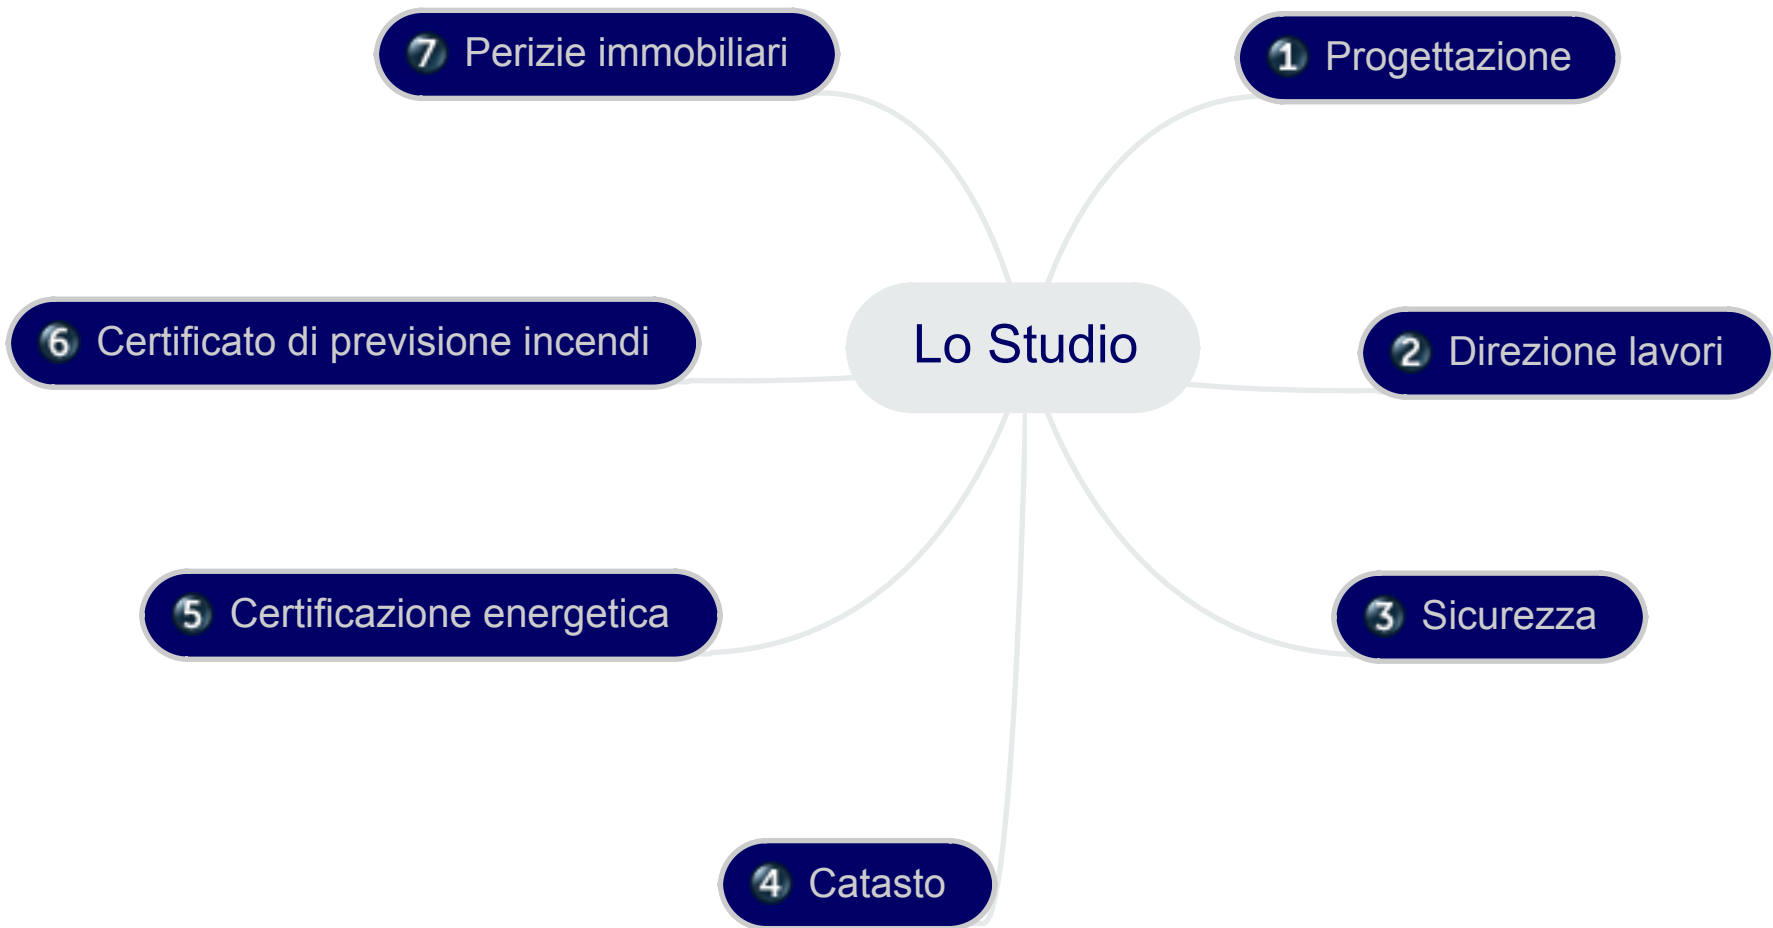 Lo Studio
1 Progettazione
2 Direzione lavori
3 Sicurezza
4 Catasto
5 Certificazione energetica
6 Certificato di previsione incendi
7 Perizie immobiliari